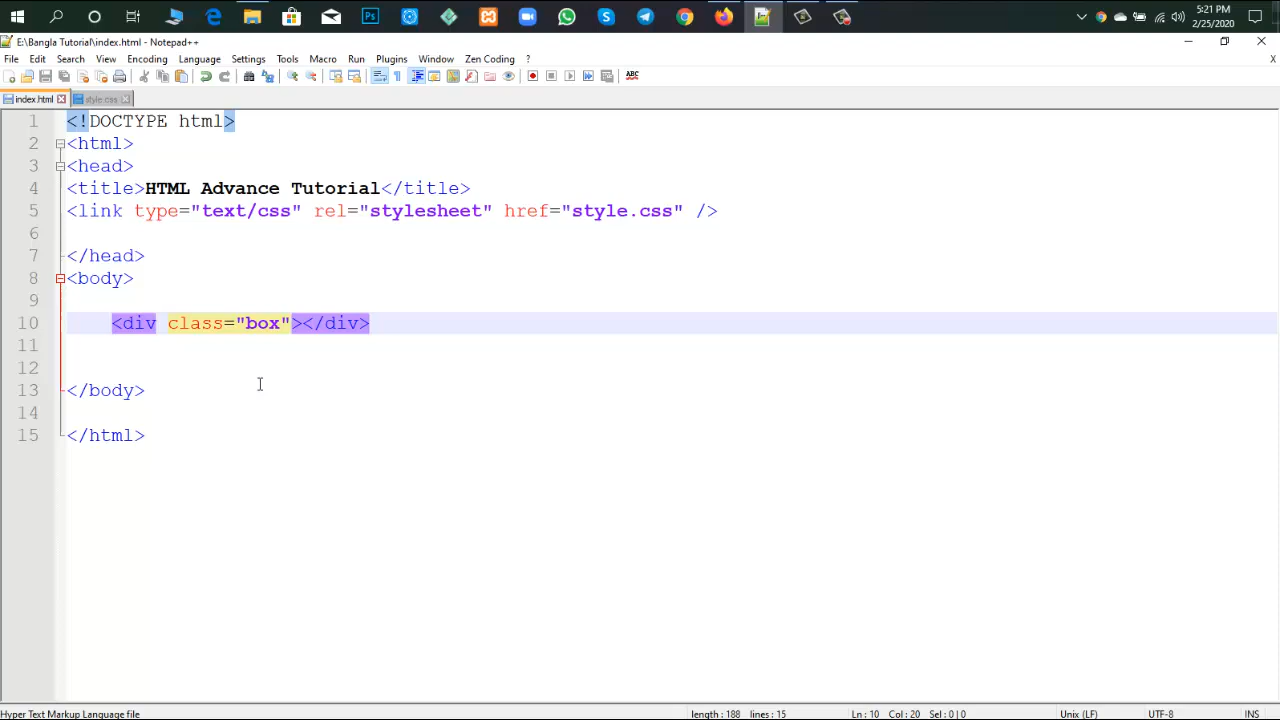 5:21 PM
2/25/2020
E:\Bangla Tutorial\index.html - Notepad++
File Edit Search View Encoding Language Settings Tools Macro Run Plugins Window Zen Coding ? X
ABC
index.html style.css
1 <!DOCTYPE html>
2 <html>
3 <head>
4 <title>HTML Advance Tutorial</title>
5 <link type="text/css" rel="stylesheet" href="style.css" />
6
7 </head>
8 <body>
9
10 <div class="box"></div>
11
12
13 </body>
14
15 </html>
Hyper Text Markup Language file length : 188 lines : 15 Ln : 10 Col : 20 Sel : 0 | 0 Unix (LF) UTF-8 INS